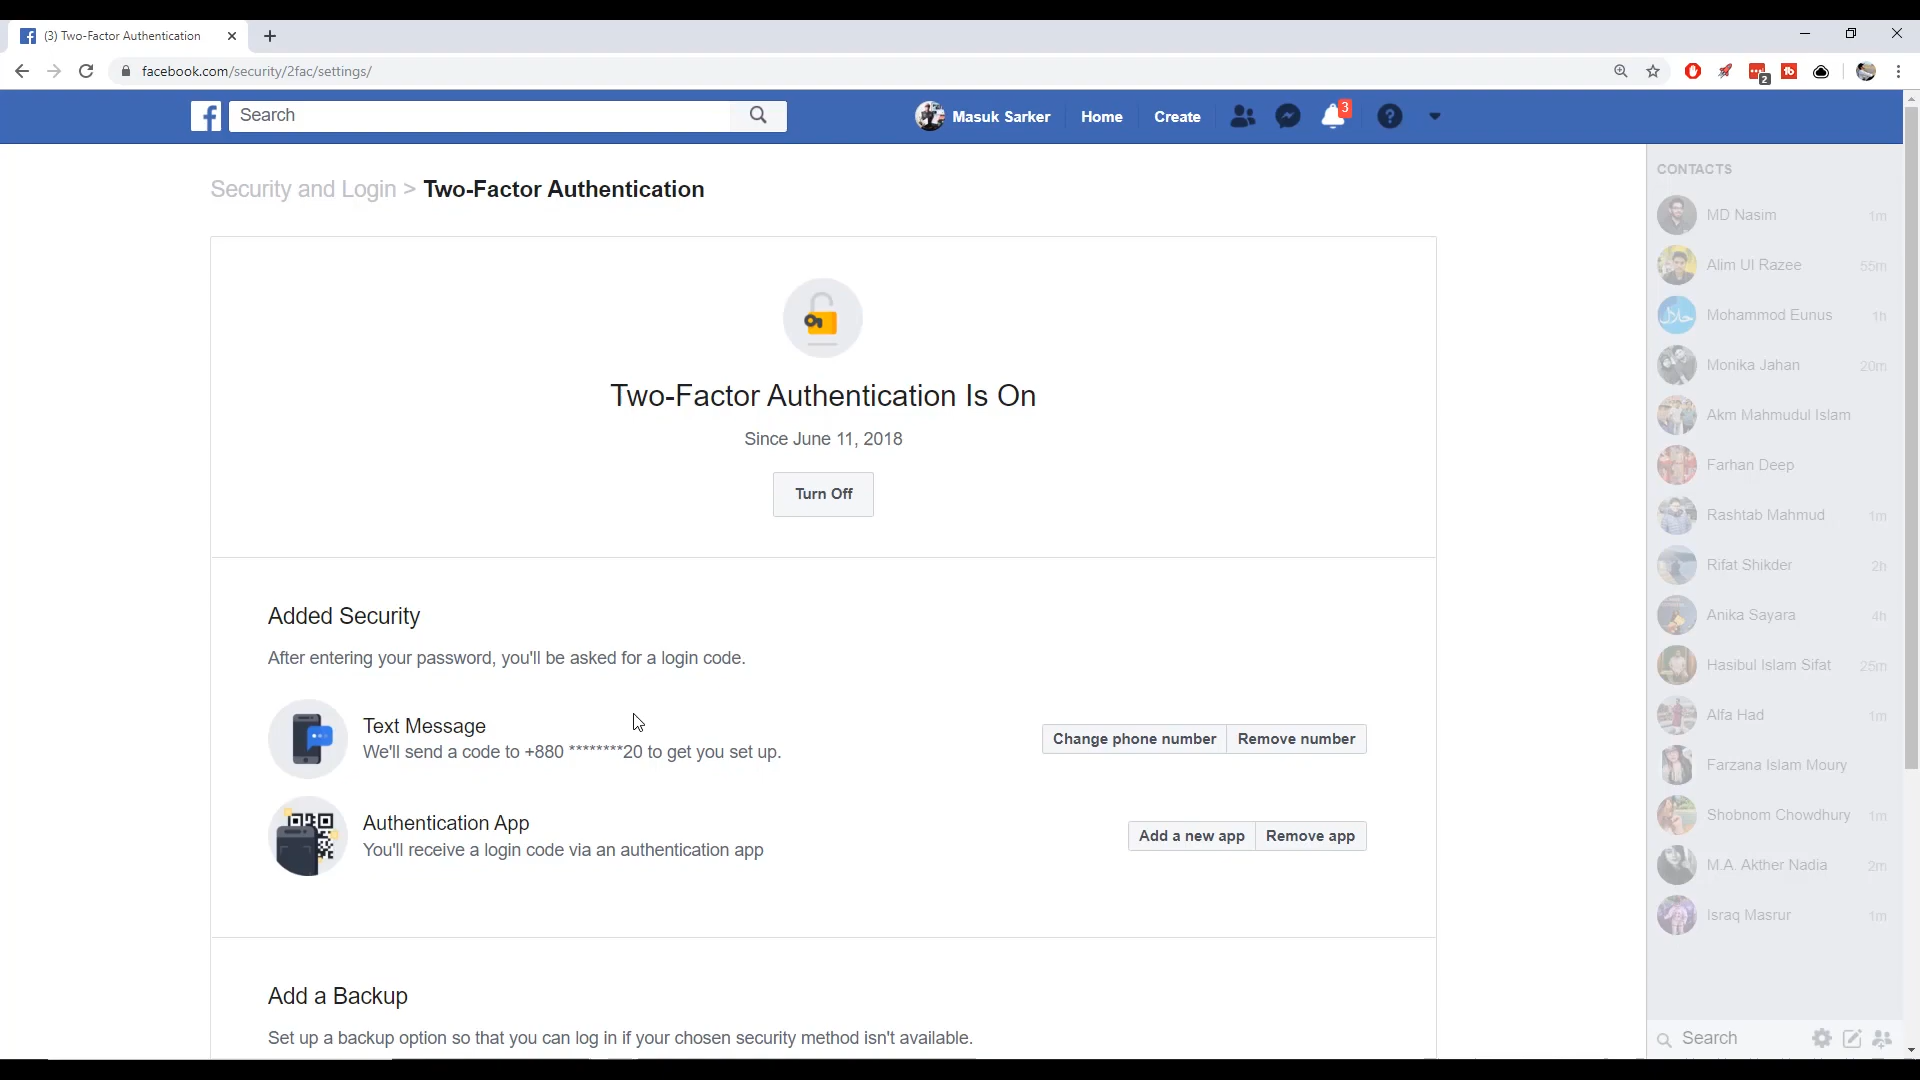 (3) Two-Factor Authentication
facebook.com/security/2fac/settings/
2
Search
Masuk Sarker
Home
Create
3
Security and Login > Two-Factor Authentication
Two-Factor Authentication Is On
Since June 11, 2018
Turn Off
Added Security
After entering your password, you'll be asked for a login code.
Text Message
We'll send a code to +880 ********20 to get you set up.
Change phone number
Remove number
Authentication App
You'll receive a login code via an authentication app
Add a new app
Remove app
Add a Backup
Set up a backup option so that you can log in if your chosen security method isn't available.
CONTACTS
MD Nasim 1m
Alim Ul Razee 55m
Mohammod Eunus 1h
Monika Jahan 20m
Akm Mahmudul Islam
Farhan Deep
Rashtab Mahmud 1m
Rifat Shikder 2h
Anika Sayara 4h
Hasibul Islam Sifat 25m
Alfa Had 1m
Farzana Islam Moury
Shobnom Chowdhury 1m
M.A. Akther Nadia 2m
Israq Masrur 1m
Search